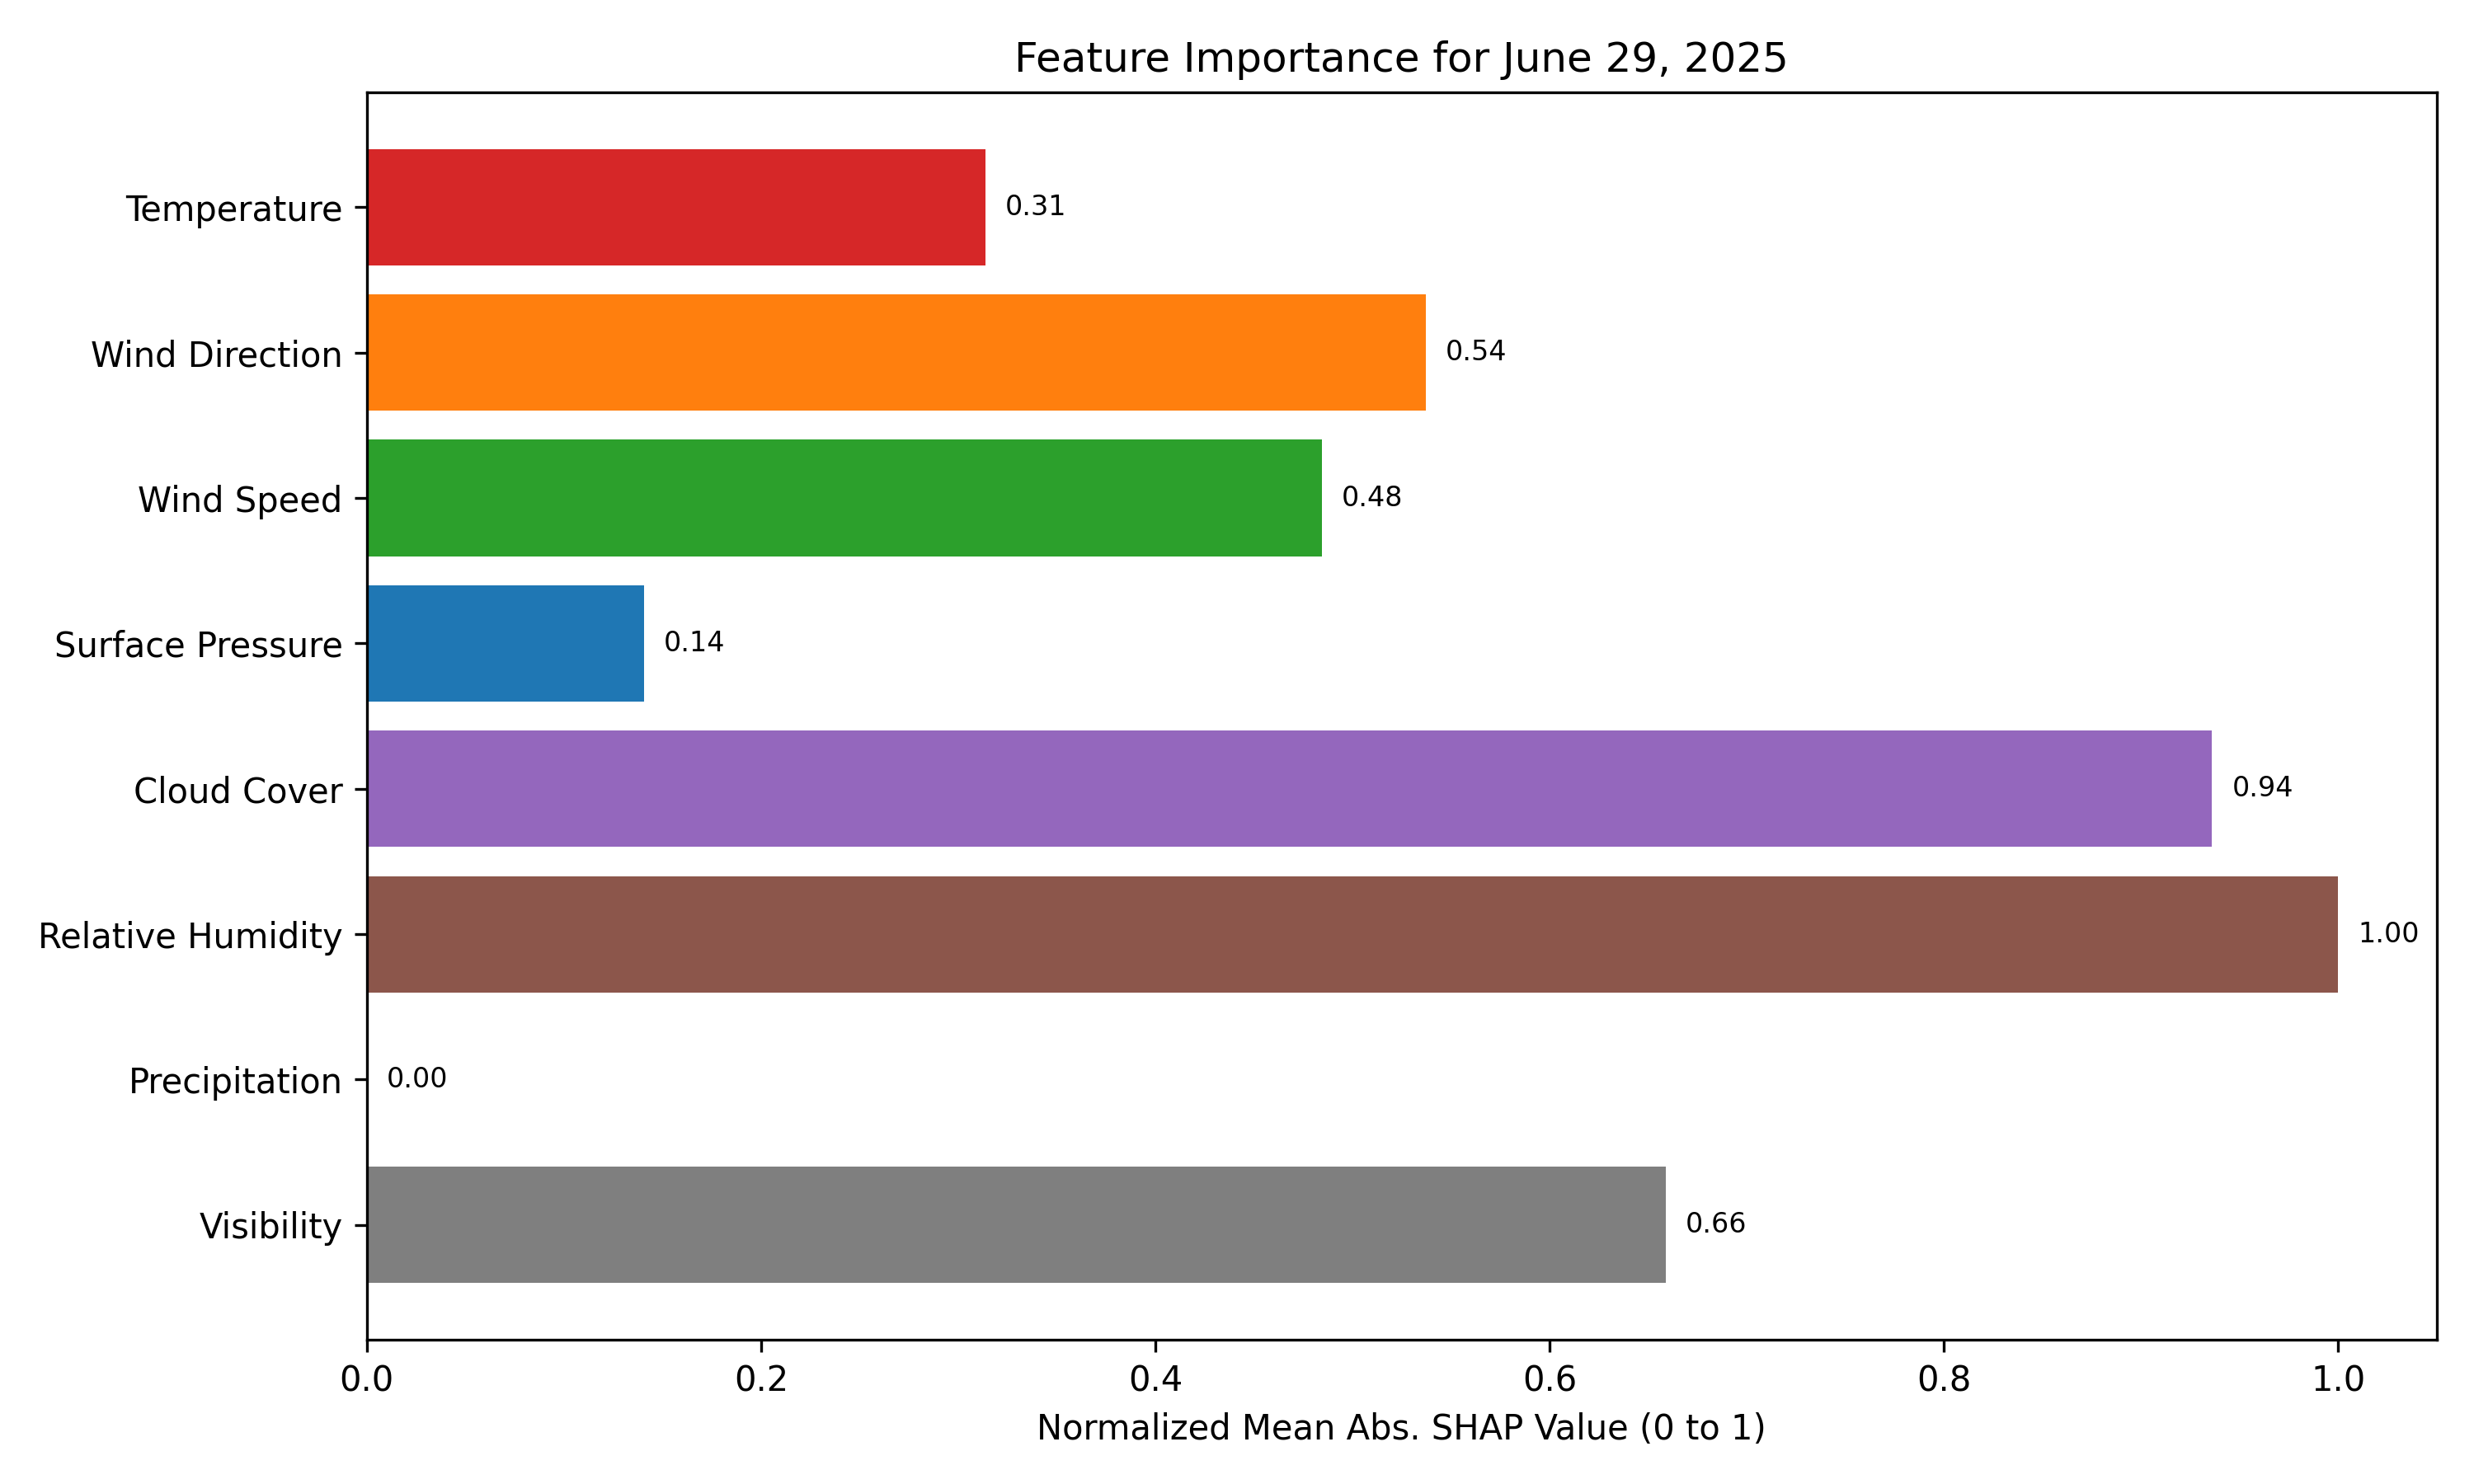 Feature Importance for June 29, 2025
Temperature 0.31
Wind Direction 0.54
Wind Speed 0.48
Surface Pressure 0.14
Cloud Cover 0.94
Relative Humidity 1.00
Precipitation 0.00
Visibility 0.66
0.0 0.2 0.4 0.6 0.8 1.0
Normalized Mean Abs. SHAP Value (0 to 1)